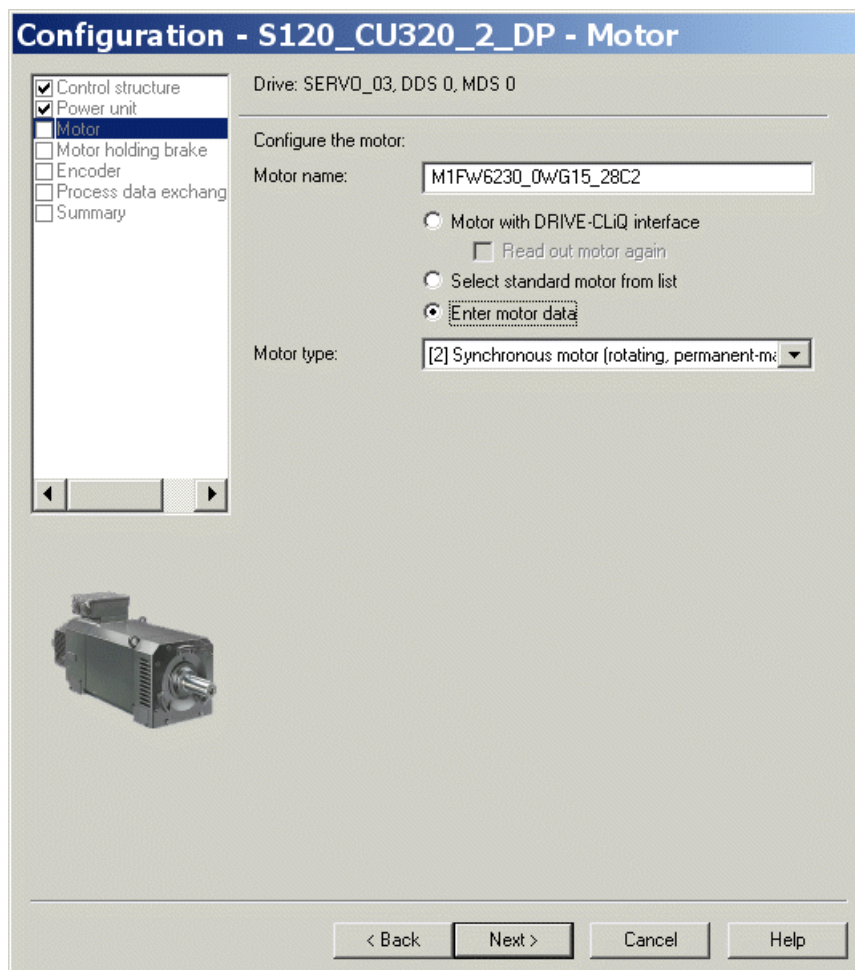 Configuration - S120_CU320_2_DP - Motor
Control structure
Power unit
Motor
Motor holding brake
Encoder
Process data exchang
Summary
Drive: SERVO_03, DDS 0, MDS 0
Configure the motor:
Motor name:
M1FW6230_0WG15_28C2
Motor with DRIVE-CLiQ interface
Read out motor again
Select standard motor from list
Enter motor data
Motor type:
[2] Synchronous motor (rotating, permanent-ma
< Back
Next >
Cancel
Help